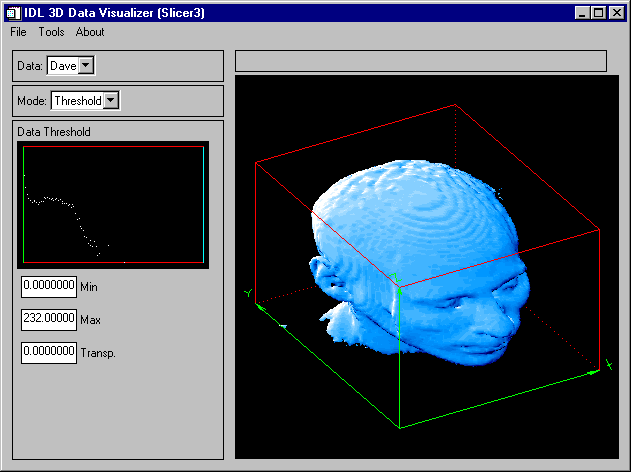 IDL 3D Data Visualizer (Slicer3)
File Tools About
Data: Dave
Mode: Threshold
Data Threshold
0.0000000 Min
232.00000 Max
0.0000000 Transp.
Y
X